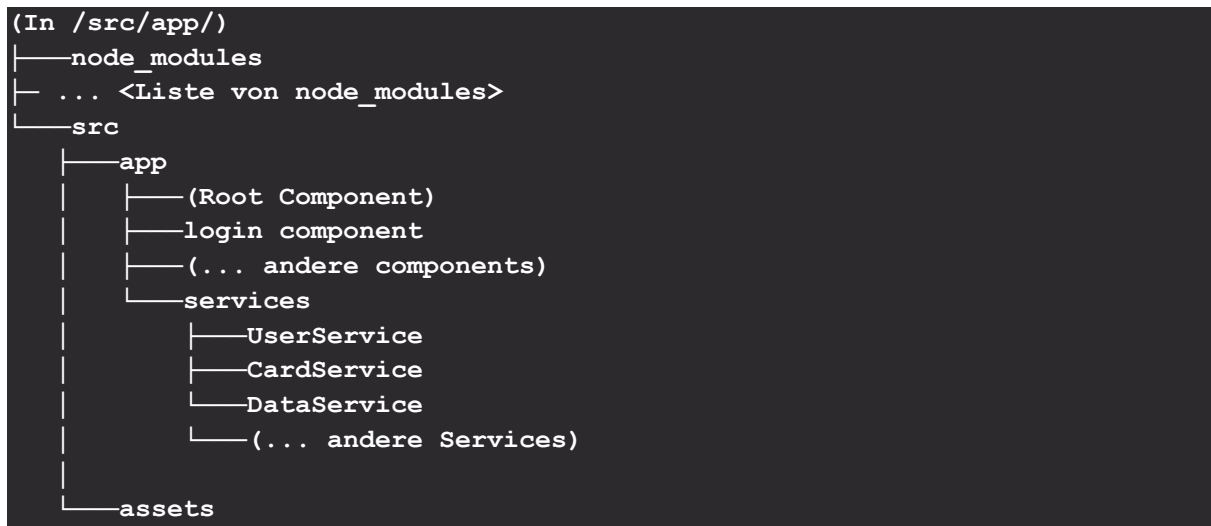 (In /src/app/)
├───node_modules
├─ ... <Liste von node_modules>
└───src
   ├───app
   │   ├───(Root Component)
   │   ├───login component
   │   ├───(... andere components)
   │   └───services
   │       ├───UserService
   │       ├───CardService
   │       └───DataService
   │       └───(... andere Services)
   │
   └───assets